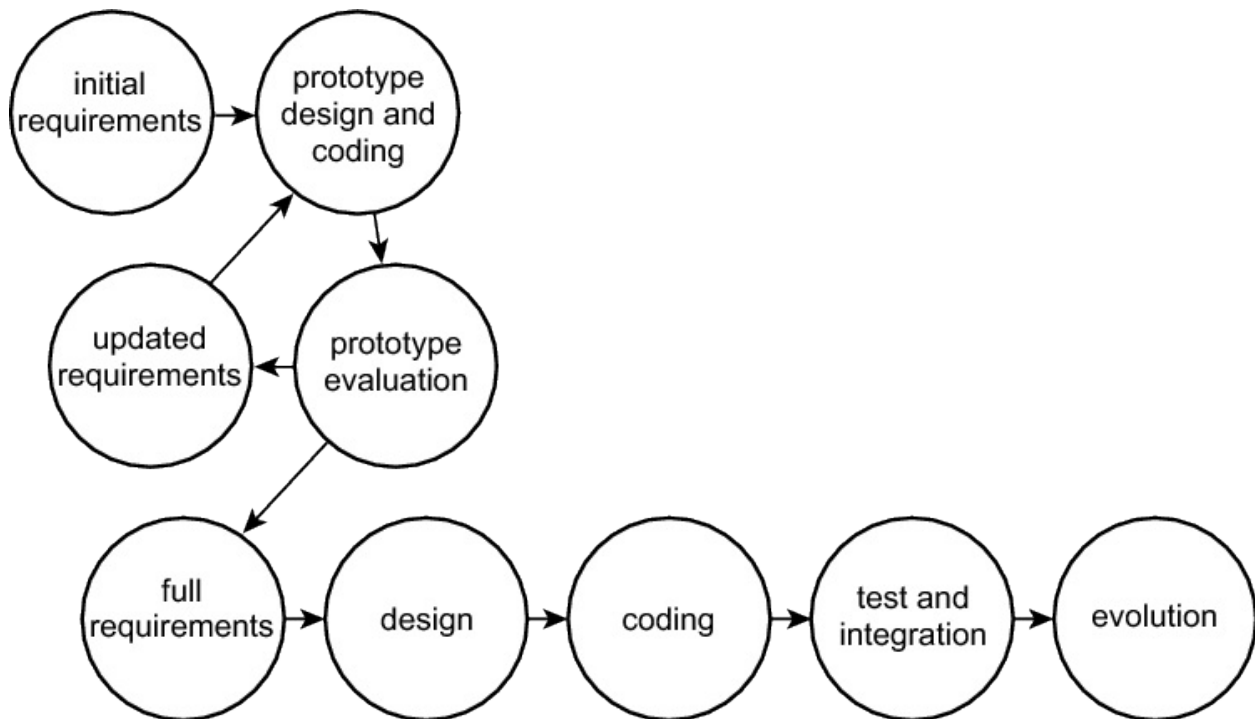 initial
requirements
prototype
design and
coding
updated
requirements
prototype
evaluation
full
requirements
design
coding
test and
integration
evolution